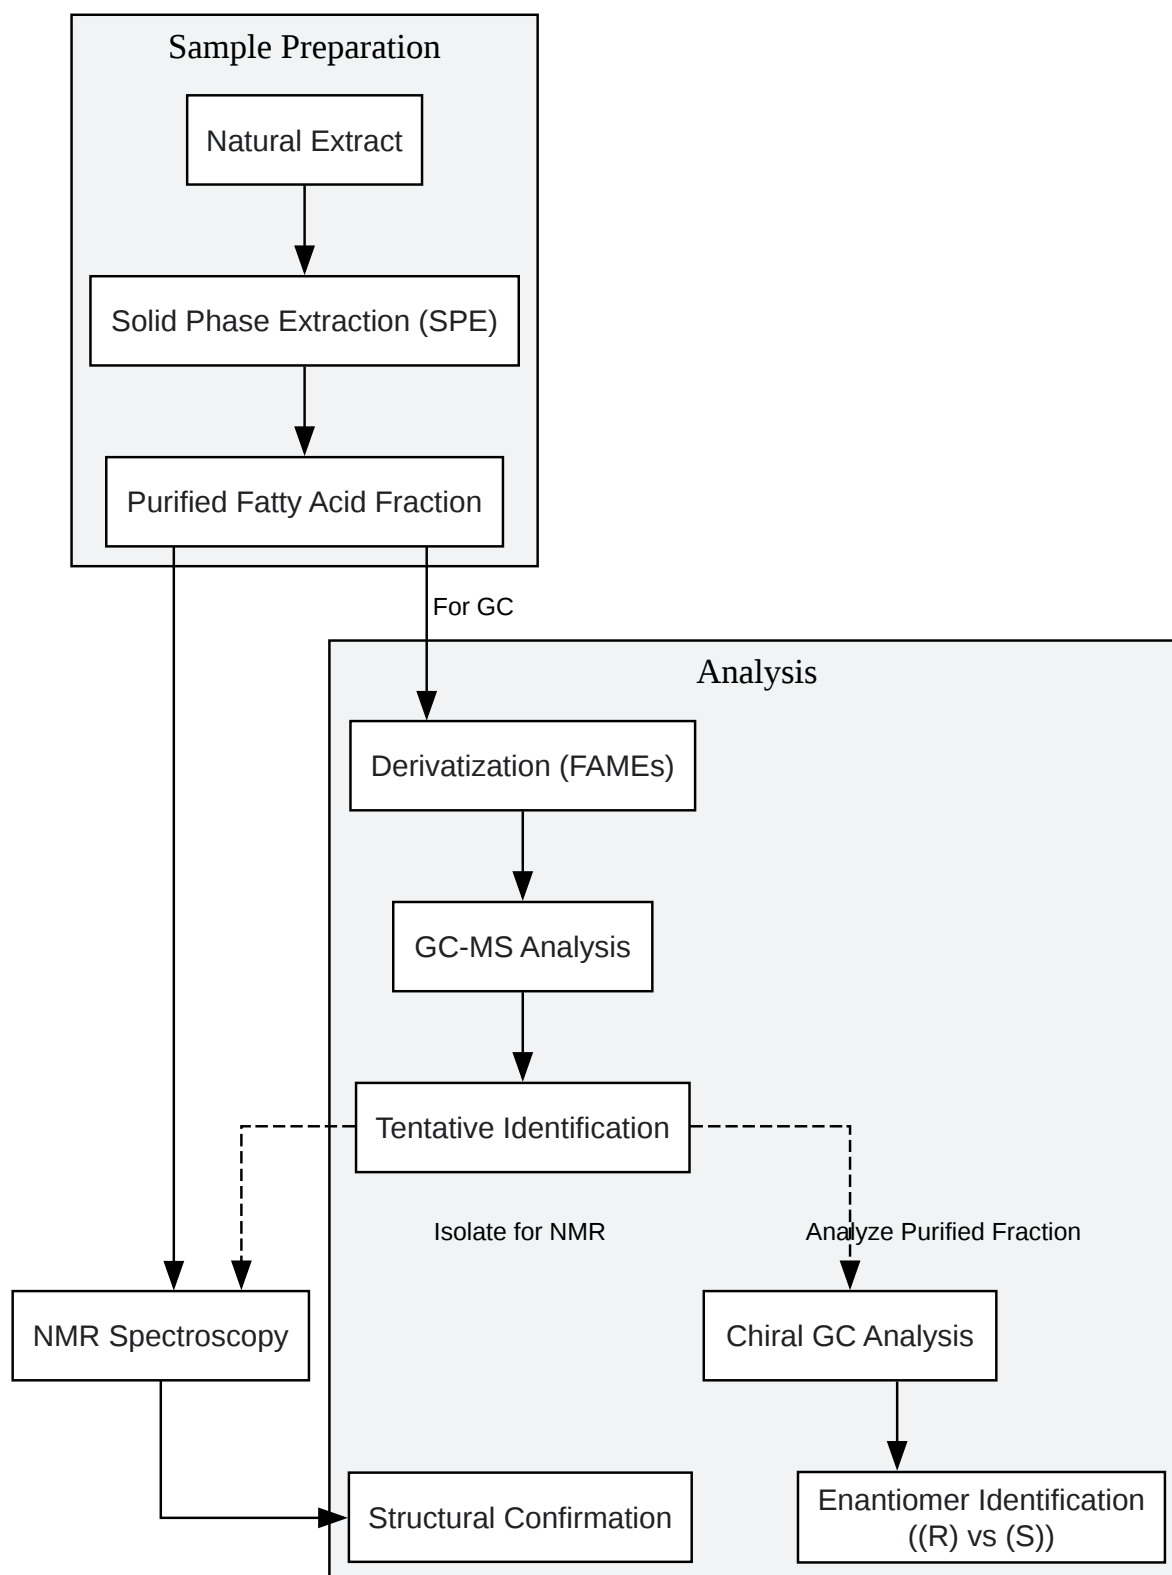 Sample Preparation
Natural Extract
Solid Phase Extraction (SPE)
Purified Fatty Acid Fraction
For GC
Analysis
Derivatization (FAMEs)
GC-MS Analysis
Tentative Identification
Isolate for NMR
Analyze Purified Fraction
NMR Spectroscopy
Chiral GC Analysis
Structural Confirmation
Enantiomer Identification
((R) vs (S))